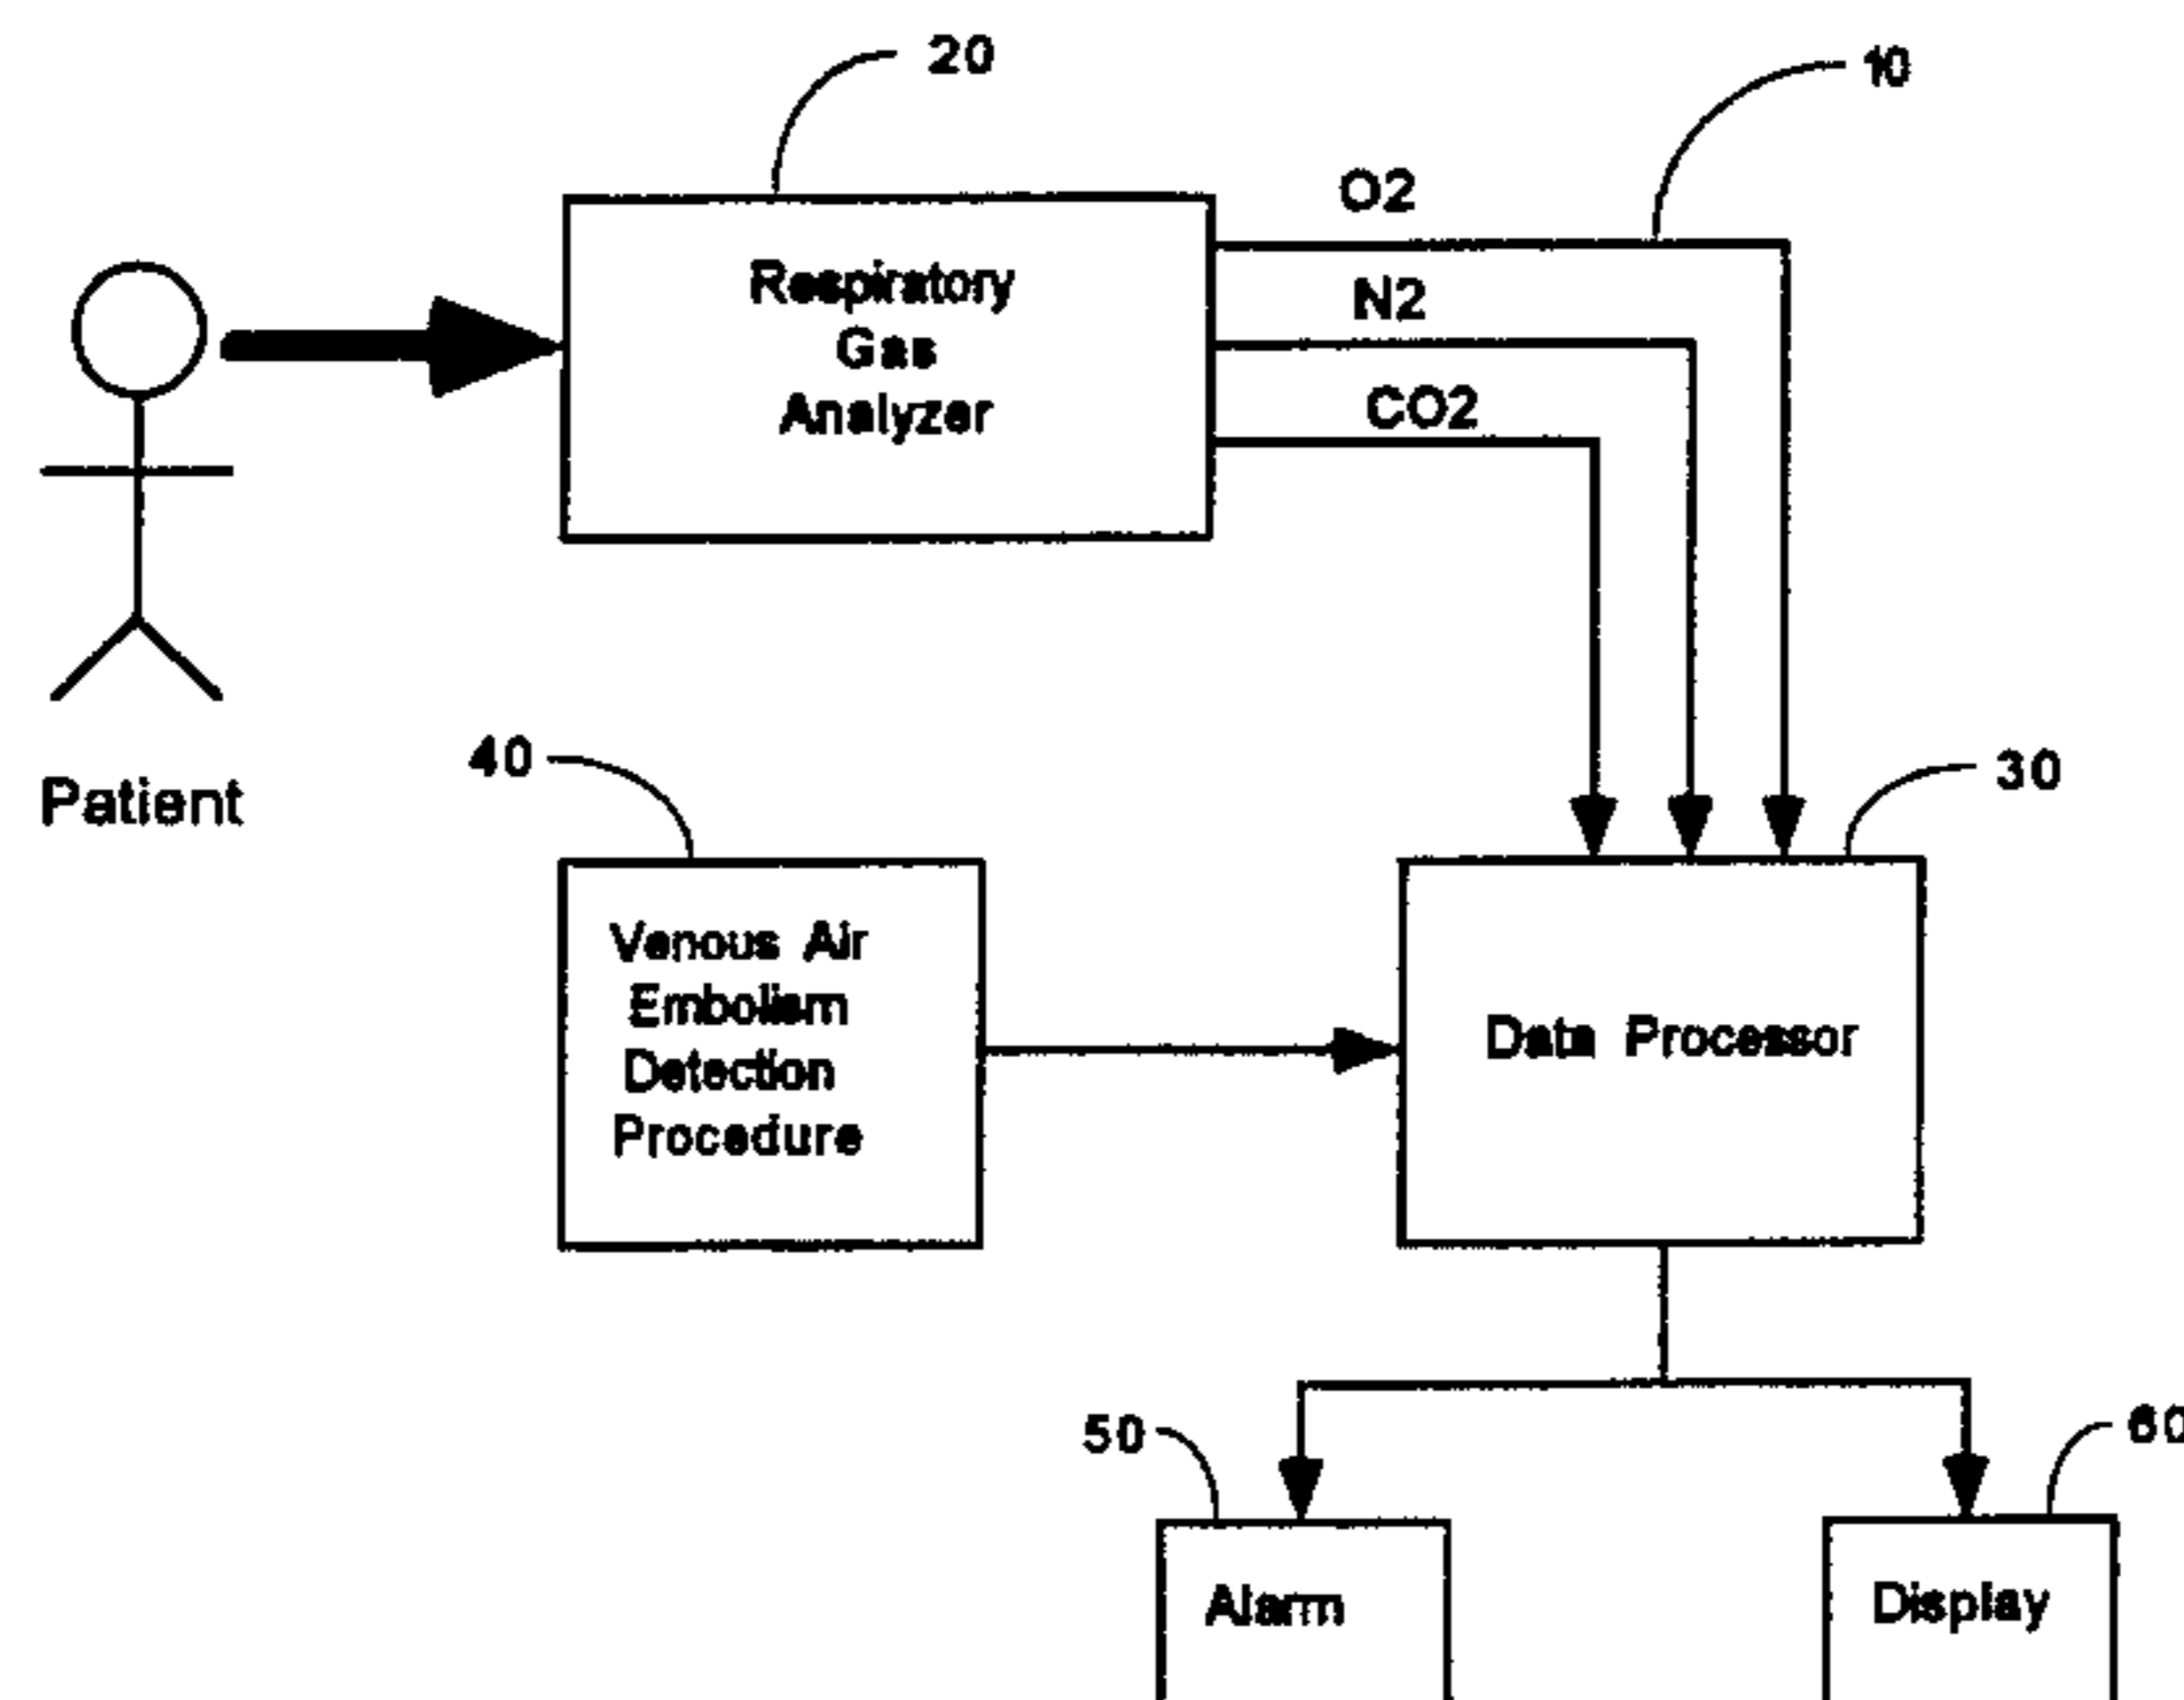 20
10
O2
Respiratory
Gas
Analyzer
N2
CO2
Patient
40
30
Venous Air
Embolism
Detection
Procedure
Data Processor
50
60
Alarm
Display